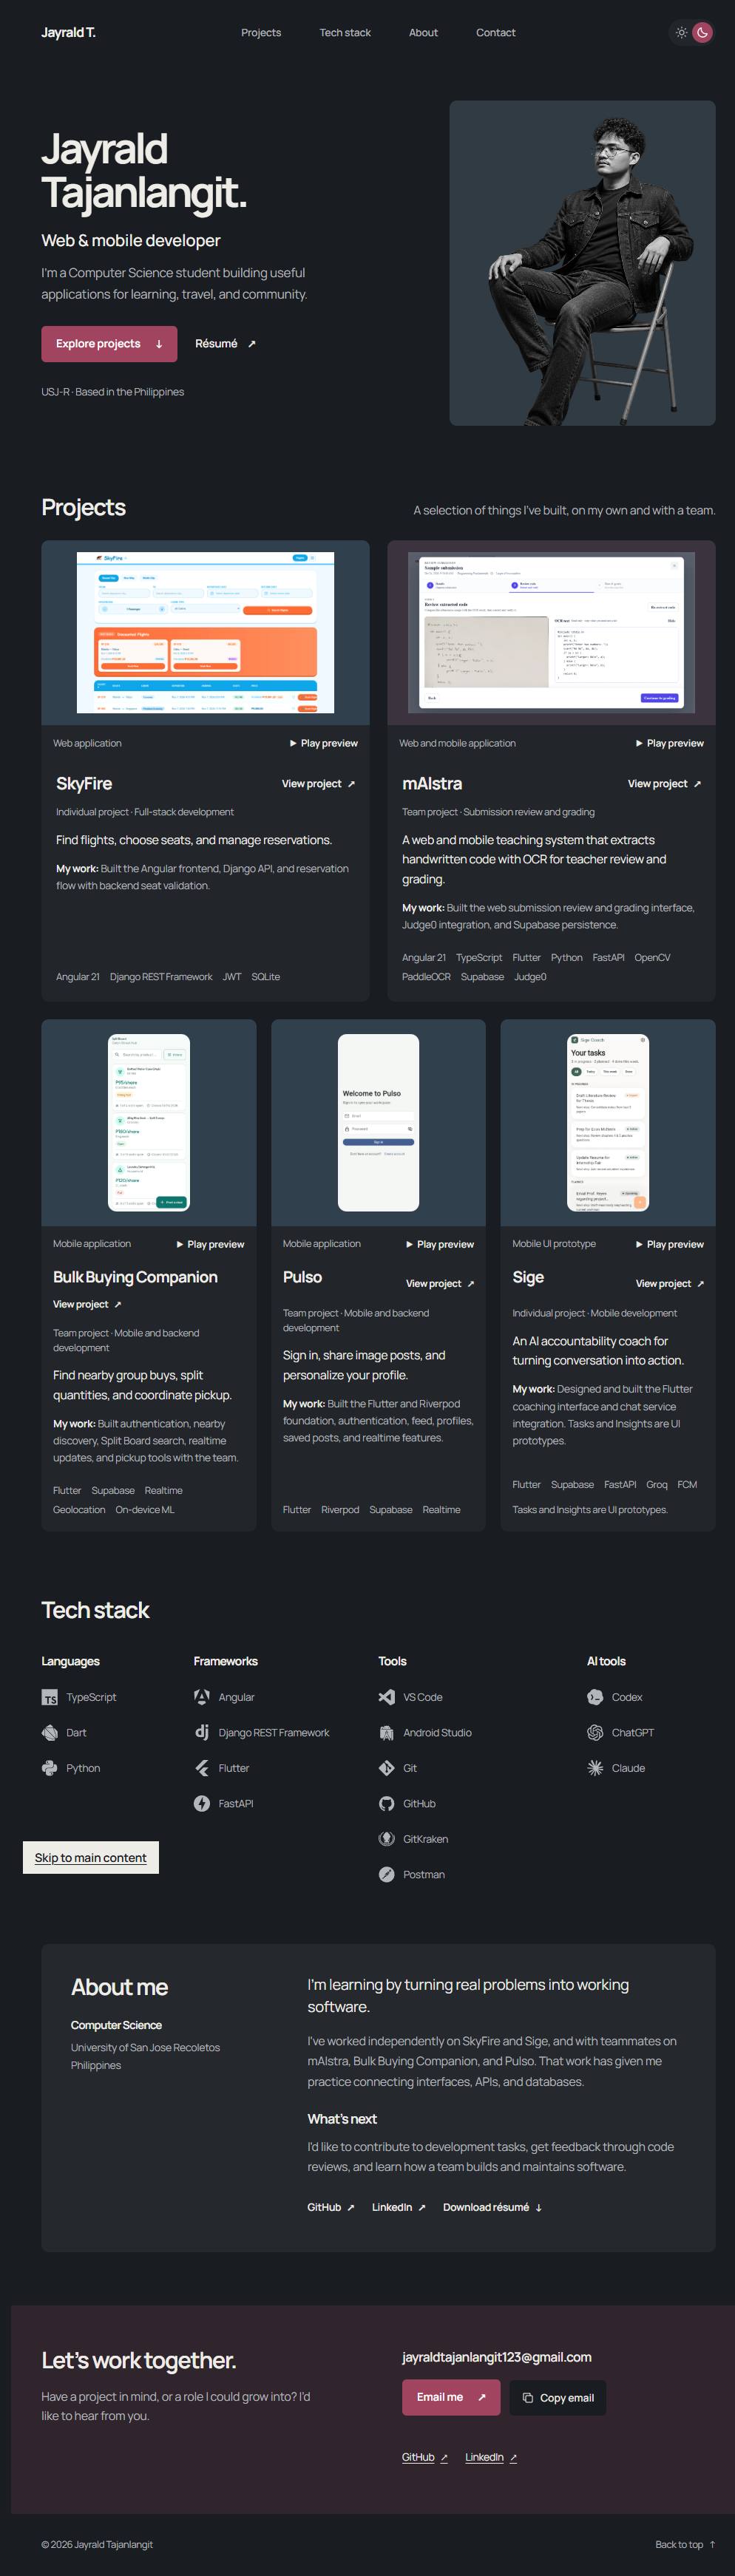 Jayrald T.
Projects
Tech stack
About
Contact
Jayrald
Tajanlangit.
Web & mobile developer
I'm a Computer Science student building useful
applications for learning, travel, and community.
Explore projects ↓
Résumé ↗
USJ-R · Based in the Philippines
Projects
A selection of things I've built, on my own and with a team.
SkyFire
Sample submission
Review extracted code
Web application
▶ Play preview
Web and mobile application
▶ Play preview
SkyFire
View project ↗
Individual project · Full-stack development
Find flights, choose seats, and manage reservations.
My work: Built the Angular frontend, Django API, and reservation
flow with backend seat validation.
Angular 21 Django REST Framework JWT SQLite
mAIstra
View project ↗
Team project · Submission review and grading
A web and mobile teaching system that extracts
handwritten code with OCR for teacher review and
grading.
My work: Built the web submission review and grading interface,
Judge0 integration, and Supabase persistence.
Angular 21 TypeScript Flutter Python FastAPI OpenCV
PaddleOCR Supabase Judge0
Welcome to Pulso
Email
Password
Sign in
Sige Coach
Your tasks
Mobile application
▶ Play preview
Bulk Buying Companion
View project ↗
Team project · Mobile and backend
development
Find nearby group buys, split
quantities, and coordinate pickup.
My work: Built authentication, nearby
discovery, Split Board search, realtime
updates, and pickup tools with the team.
Flutter Supabase Realtime
Geolocation On-device ML
Mobile application
▶ Play preview
Pulso
View project ↗
Team project · Mobile and backend
development
Sign in, share image posts, and
personalize your profile.
My work: Built the Flutter and Riverpod
foundation, authentication, feed, profiles,
saved posts, and realtime features.
Flutter Riverpod Supabase Realtime
Mobile UI prototype
▶ Play preview
Sige
View project ↗
Individual project · Mobile development
An AI accountability coach for
turning conversation into action.
My work: Designed and built the Flutter
coaching interface and chat service
integration. Tasks and Insights are UI
prototypes.
Flutter Supabase FastAPI Groq FCM
Tasks and Insights are UI prototypes.
Tech stack
Languages
TypeScript
Dart
Python
Frameworks
Angular
Django REST Framework
Flutter
FastAPI
Tools
VS Code
Android Studio
Git
GitHub
GitKraken
Postman
AI tools
Codex
ChatGPT
Claude
Skip to main content
About me
Computer Science
University of San Jose Recoletos
Philippines
I'm learning by turning real problems into working
software.
I've worked independently on SkyFire and Sige, and with teammates on
mAIstra, Bulk Buying Companion, and Pulso. That work has given me
practice connecting interfaces, APIs, and databases.
What's next
I'd like to contribute to development tasks, get feedback through code
reviews, and learn how a team builds and maintains software.
GitHub ↗ LinkedIn ↗ Download résumé ↓
Let's work together.
Have a project in mind, or a role I could grow into? I'd
like to hear from you.
jayraldtajanlangit123@gmail.com
Email me ↗
Copy email
GitHub ↗ LinkedIn ↗
© 2026 Jayrald Tajanlangit
Back to top ↑